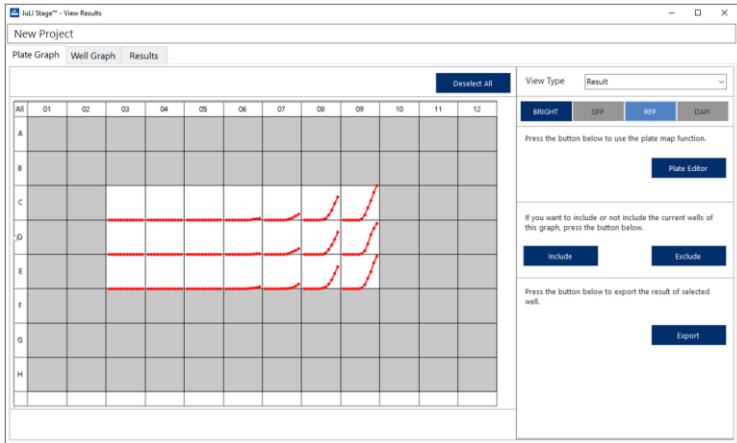 JuLI Stage™ - View Results
New Project
Plate Graph Well Graph Results
Deselect All
All 01 02 03 04 05 06 07 08 09 10 11 12
A
B
C
D
E
F
G
H
View Type Result
BRIGHT GFP RFP DAPI
Press the button below to use the plate map function.
Plate Editor
If you want to include or not include the current wells of
this graph, press the button below.
Include Exclude
Press the button below to export the result of selected
well.
Export